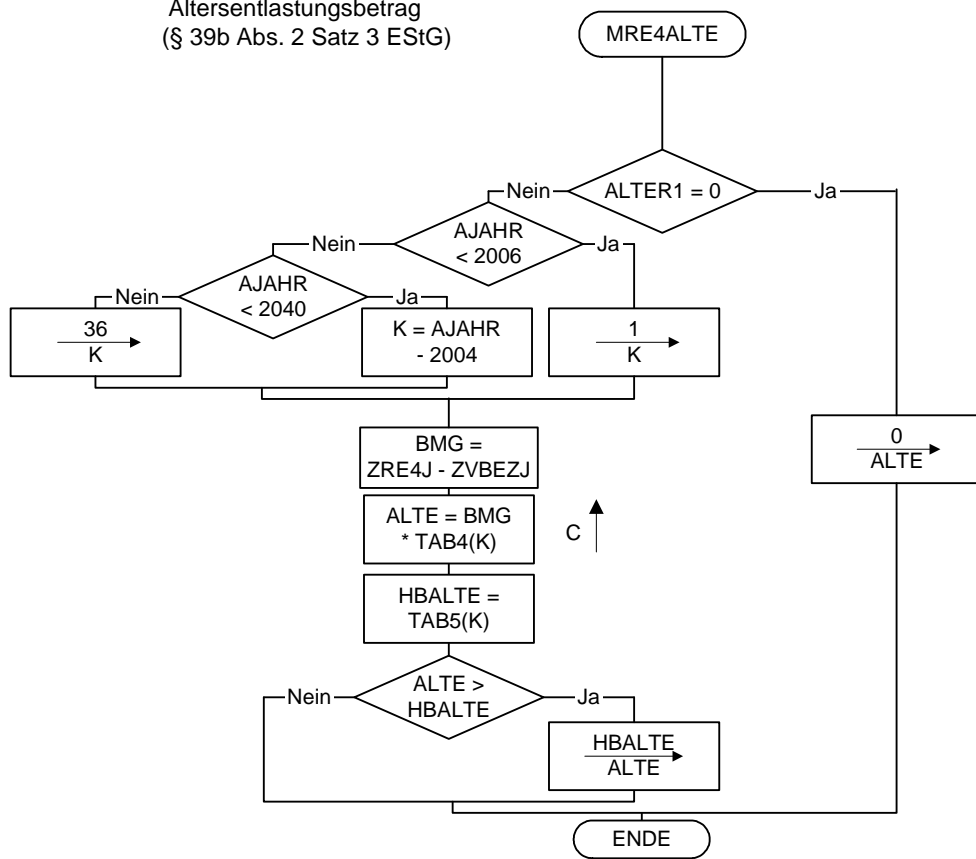 Altersentlastungsbetrag
(§ 39b Abs. 2 Satz 3 EStG)
MRE4ALTE
ALTER1 = 0
Nein
Ja
AJAHR
< 2006
Nein
Ja
AJAHR
< 2040
Nein
Ja
36
K
K = AJAHR
- 2004
1
K
0
ALTE
BMG =
ZRE4J - ZVBEZJ
ALTE = BMG
* TAB4(K)
C
HBALTE =
TAB5(K)
ALTE >
HBALTE
Nein
Ja
HBALTE
ALTE
ENDE